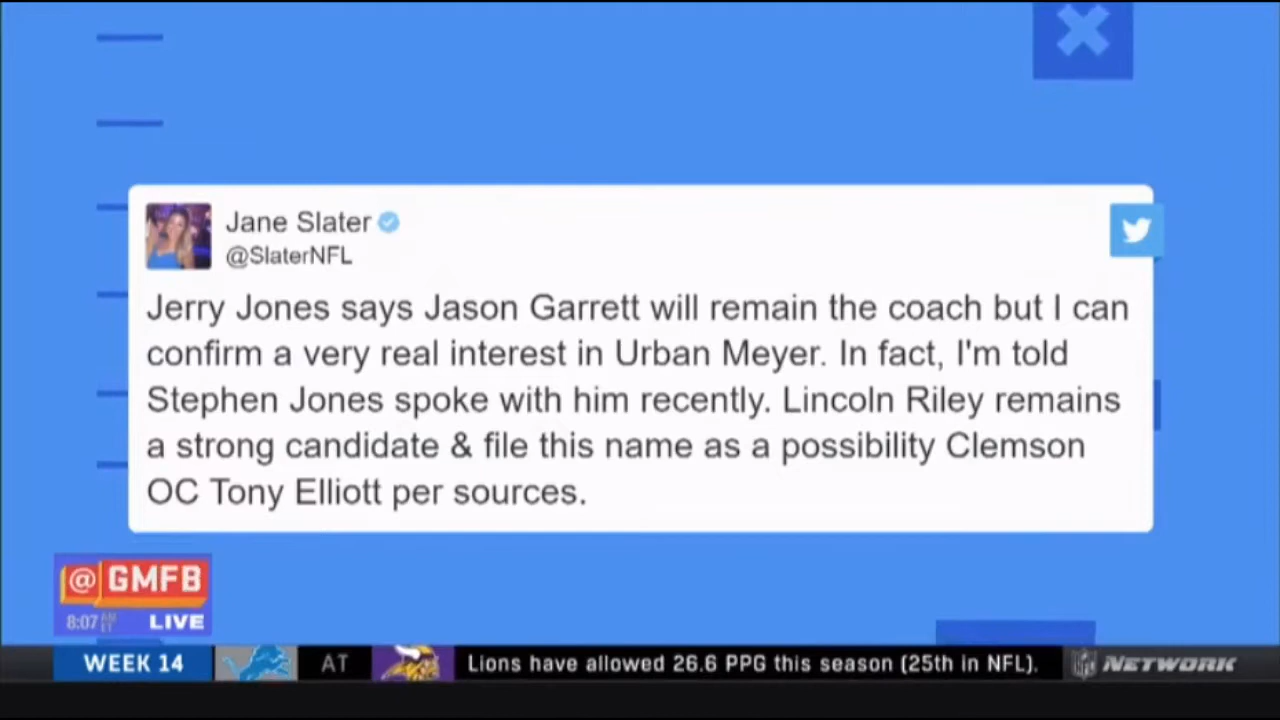 Jane Slater
@SlaterNFL
Jerry Jones says Jason Garrett will remain the coach but I can
confirm a very real interest in Urban Meyer. In fact, I'm told
Stephen Jones spoke with him recently. Lincoln Riley remains
a strong candidate & file this name as a possibility Clemson
OC Tony Elliott per sources.
@ GMFB
8:07 AM ET LIVE
WEEK 14 AT Lions have allowed 26.6 PPG this season (25th in NFL). NFL NETWORK